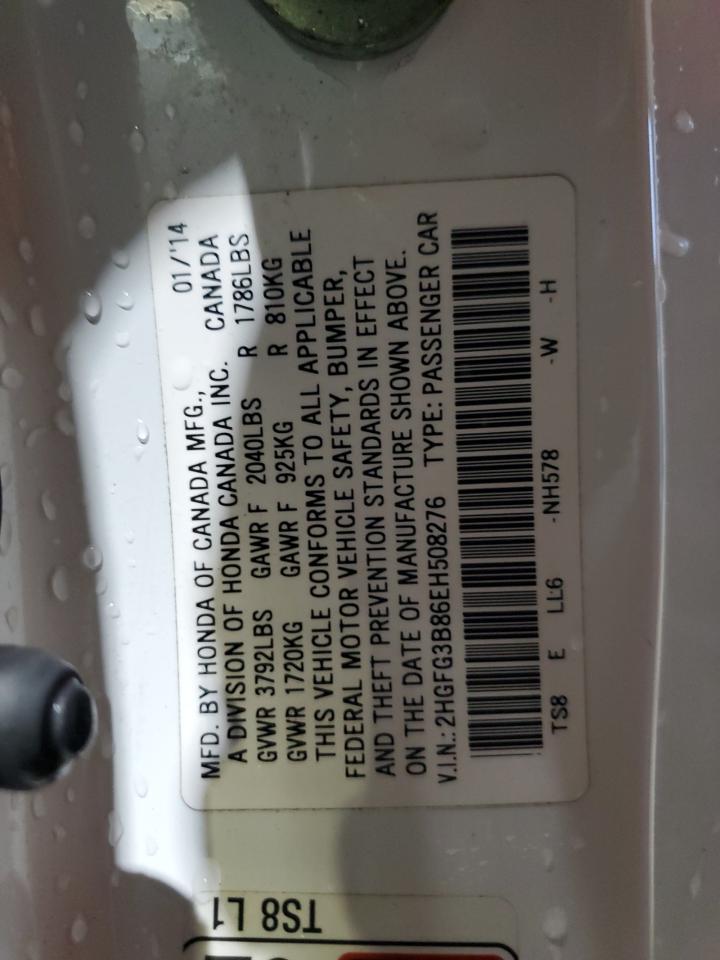 MFD. BY HONDA OF CANADA MFG., 01/'14
A DIVISION OF HONDA CANADA INC. CANADA
GVWR 3792LBS GAWR F 2040LBS R 1786LBS
GVWR 1720KG GAWR F 925KG R 810KG
THIS VEHICLE CONFORMS TO ALL APPLICABLE
FEDERAL MOTOR VEHICLE SAFETY, BUMPER,
AND THEFT PREVENTION STANDARDS IN EFFECT
ON THE DATE OF MANUFACTURE SHOWN ABOVE.
V.I.N.: 2HGFG3B86EH508276 TYPE: PASSENGER CAR
TS8 E LL6 -NH578 -W -H
TS8 L1